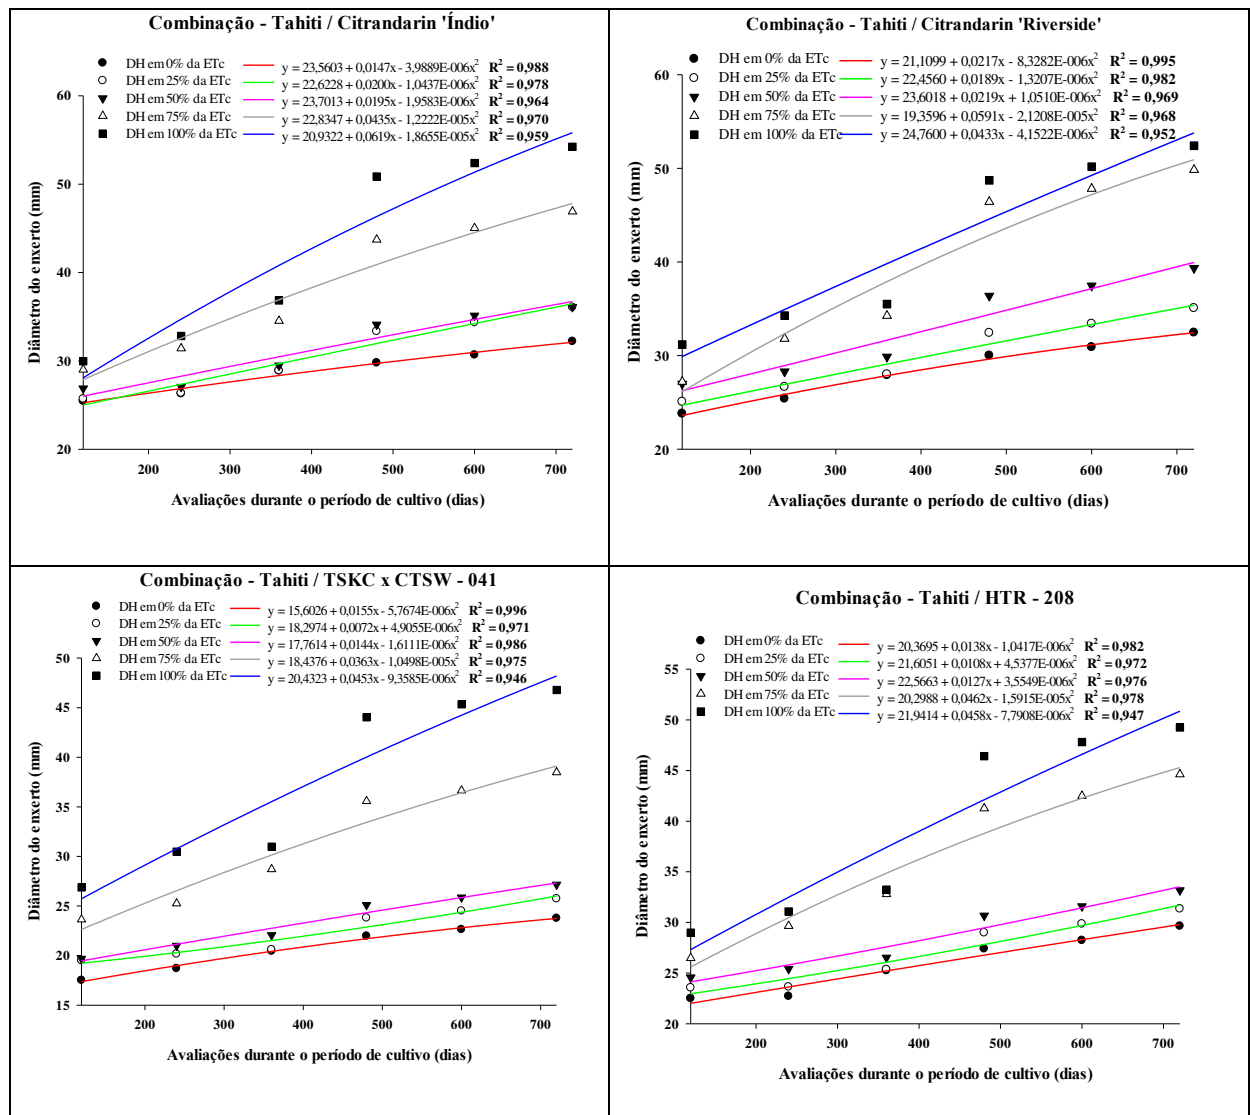 Combinação - Tahiti / Citrandarin 'Índio'
DH em 0% da ETc y = 23,5603 + 0,0147x - 3,9889E-006x² R² = 0,988
DH em 25% da ETc y = 22,6228 + 0,0200x - 1,0437E-006x² R² = 0,978
DH em 50% da ETc y = 23,7013 + 0,0195x - 1,9583E-006x² R² = 0,964
DH em 75% da ETc y = 22,8347 + 0,0435x - 1,2222E-005x² R² = 0,970
DH em 100% da ETc y = 20,9322 + 0,0619x - 1,8655E-005x² R² = 0,959
Diâmetro do enxerto (mm)
60
50
40
30
20
200 300 400 500 600 700
Avaliações durante o período de cultivo (dias)
Combinação - Tahiti / Citrandarin 'Riverside'
DH em 0% da ETc y = 21,1099 + 0,0217x - 8,3282E-006x² R² = 0,995
DH em 25% da ETc y = 22,4560 + 0,0189x - 1,3207E-006x² R² = 0,982
DH em 50% da ETc y = 23,6018 + 0,0219x + 1,0510E-006x² R² = 0,969
DH em 75% da ETc y = 19,3596 + 0,0591x - 2,1208E-005x² R² = 0,968
DH em 100% da ETc y = 24,7600 + 0,0433x - 4,1522E-006x² R² = 0,952
Diâmetro do enxerto (mm)
60
50
40
30
20
200 300 400 500 600 700
Avaliações durante o período de cultivo (dias)
Combinação - Tahiti / TSKC x CTSW - 041
DH em 0% da ETc y = 15,6026 + 0,0155x - 5,7674E-006x² R² = 0,996
DH em 25% da ETc y = 18,2974 + 0,0072x + 4,9055E-006x² R² = 0,971
DH em 50% da ETc y = 17,7614 + 0,0144x - 1,6111E-006x² R² = 0,986
DH em 75% da ETc y = 18,4376 + 0,0363x - 1,0498E-005x² R² = 0,975
DH em 100% da ETc y = 20,4323 + 0,0453x - 9,3585E-006x² R² = 0,946
Diâmetro do enxerto (mm)
50
45
40
35
30
25
20
15
200 300 400 500 600 700
Avaliações durante o período de cultivo (dias)
Combinação - Tahiti / HTR - 208
DH em 0% da ETc y = 20,3695 + 0,0138x - 1,0417E-006x² R² = 0,982
DH em 25% da ETc y = 21,6051 + 0,0108x + 4,5377E-006x² R² = 0,972
DH em 50% da ETc y = 22,5663 + 0,0127x + 3,5549E-006x² R² = 0,976
DH em 75% da ETc y = 20,2988 + 0,0462x - 1,5915E-005x² R² = 0,978
DH em 100% da ETc y = 21,9414 + 0,0458x - 7,7908E-006x² R² = 0,947
Diâmetro do enxerto (mm)
55
50
45
40
35
30
25
20
200 300 400 500 600 700
Avaliações durante o período de cultivo (dias)